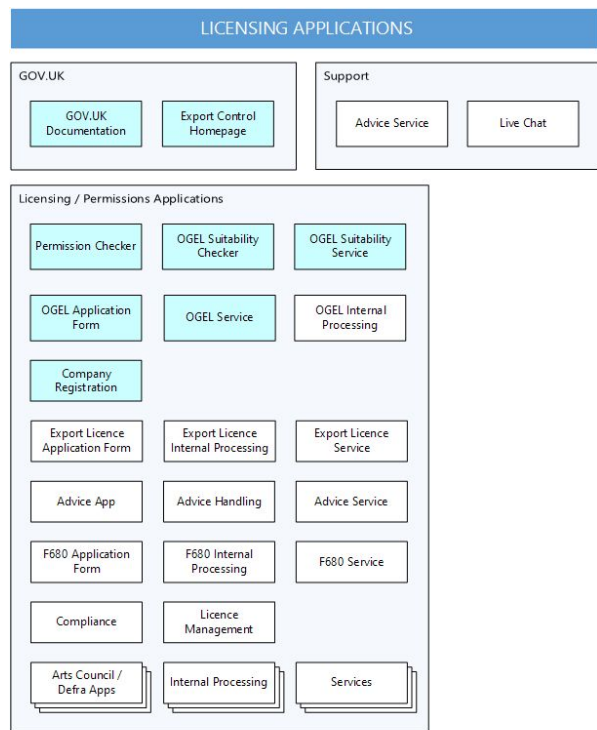 LICENSING APPLICATIONS
GOV.UK
GOV.UK
Documentation
Export Control
Homepage
Support
Advice Service
Live Chat
Licensing / Permissions Applications
Permission Checker
OGEL Suitability
Checker
OGEL Suitability
Service
OGEL Application
Form
OGEL Service
OGEL Internal
Processing
Company
Registration
Export Licence
Application Form
Export Licence
Internal Processing
Export Licence
Service
Advice App
Advice Handling
Advice Service
F680 Application
Form
F680 Internal
Processing
F680 Service
Compliance
Licence
Management
Arts Council /
Defra Apps
Internal Processing
Services